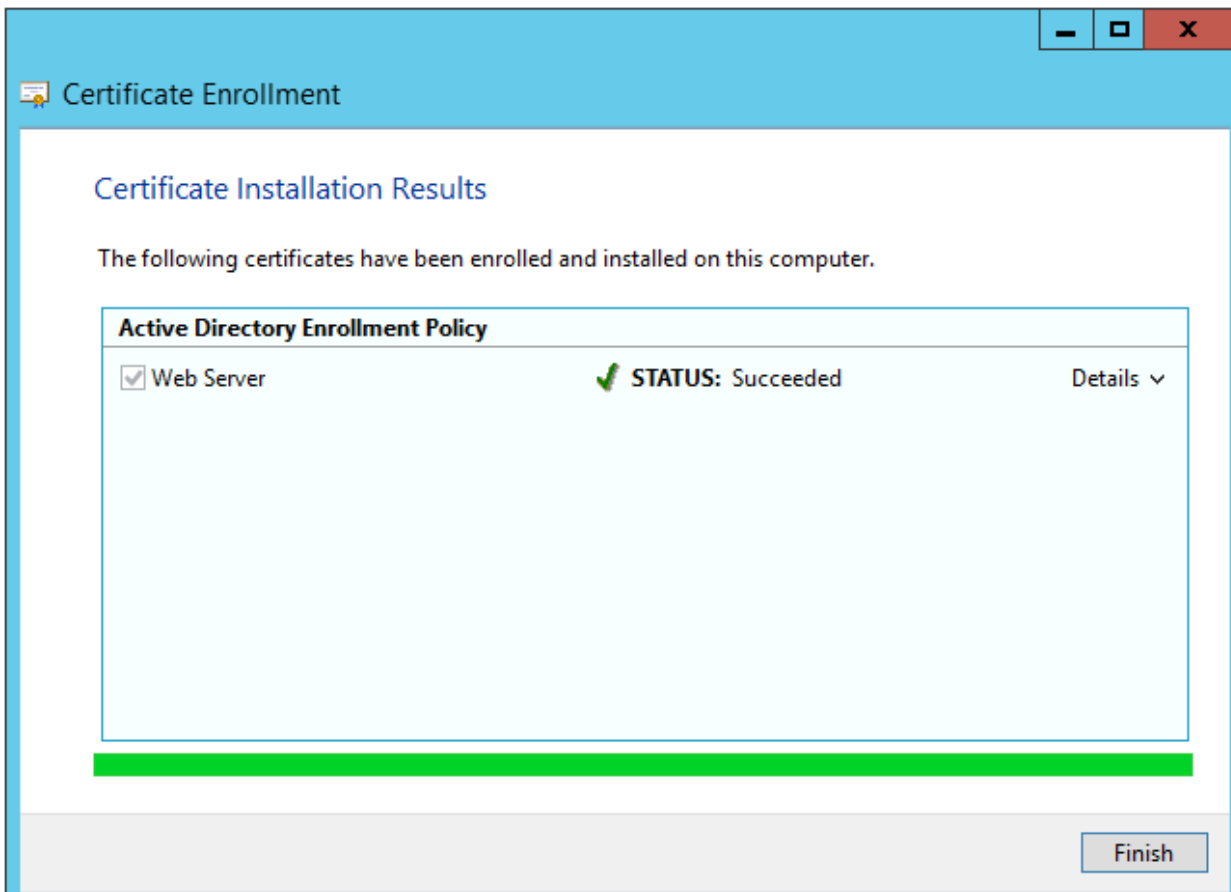 Certificate Enrollment
Certificate Installation Results
The following certificates have been enrolled and installed on this computer.
Active Directory Enrollment Policy
Web Server STATUS: Succeeded Details
Finish